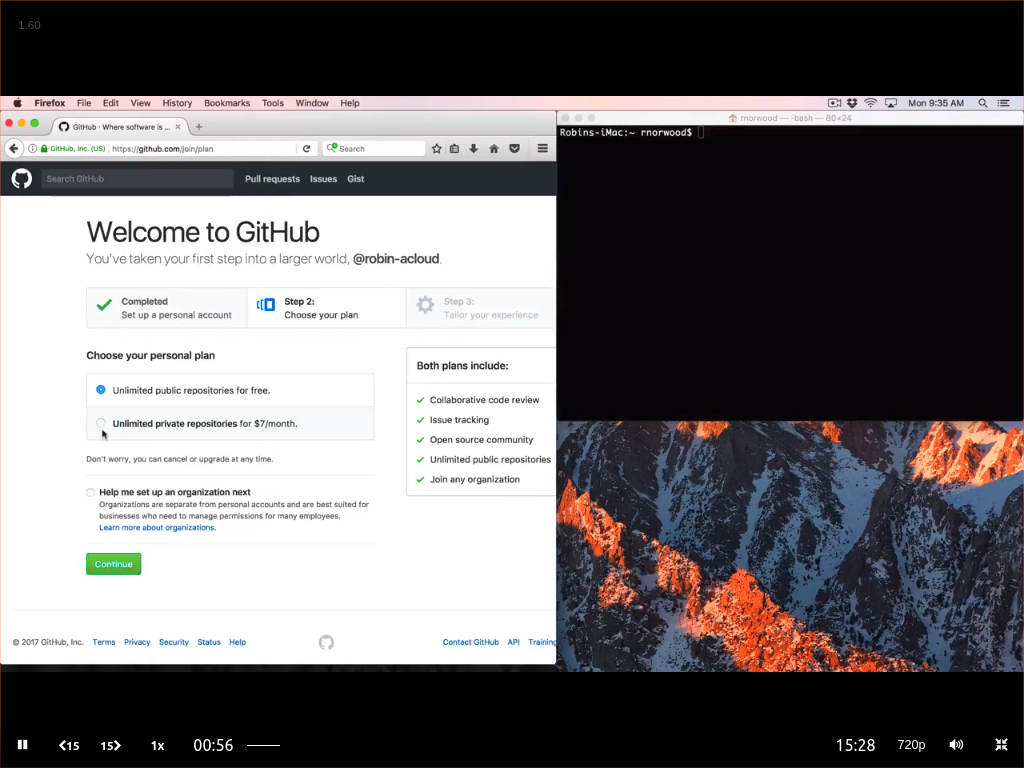 1.60
Firefox File Edit View History Bookmarks Tools Window Help
Mon 9:35 AM
GitHub · Where software is ...
rnorwood — -bash — 80×24
GitHub, Inc. (US) https://github.com/join/plan
Search
Robins-iMac:~ rnorwood$
Search GitHub
Pull requests Issues Gist
Welcome to GitHub
You've taken your first step into a larger world, @robin-acloud.
Completed
Set up a personal account
Step 2:
Choose your plan
Step 3:
Tailor your experience
Choose your personal plan
Unlimited public repositories for free.
Unlimited private repositories for $7/month.
Don't worry, you can cancel or upgrade at any time.
Both plans include:
Collaborative code review
Issue tracking
Open source community
Unlimited public repositories
Join any organization
Help me set up an organization next
Organizations are separate from personal accounts and are best suited for
businesses who need to manage permissions for many employees.
Learn more about organizations.
Continue
© 2017 GitHub, Inc. Terms Privacy Security Status Help
Contact GitHub API Training
15 15 1x 00:56
15:28 720p